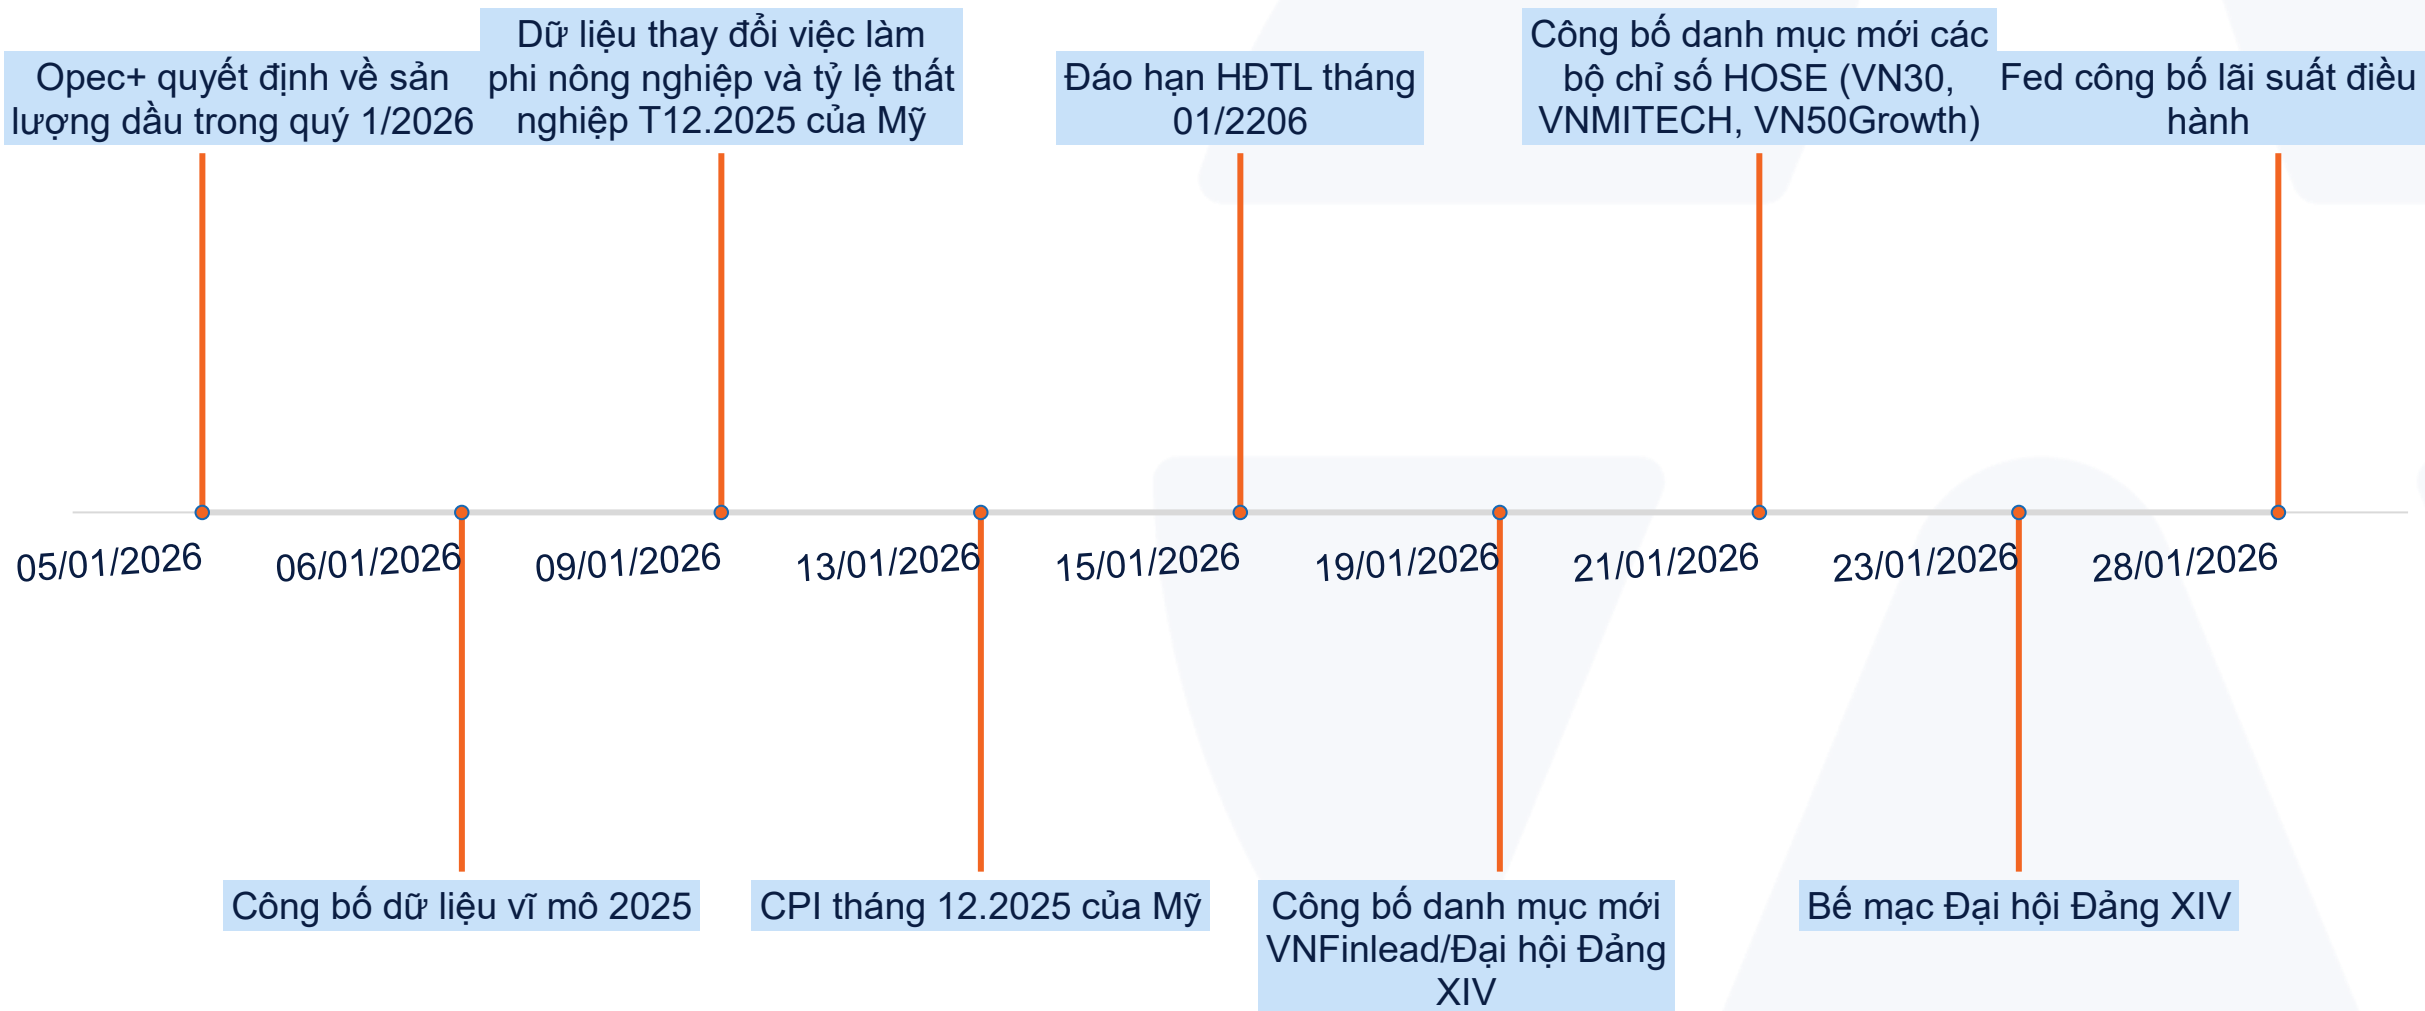 Opec+ quyết định về sản
lượng dầu trong quý 1/2026
Dữ liệu thay đổi việc làm
phi nông nghiệp và tỷ lệ thất
nghiệp T12.2025 của Mỹ
Đáo hạn HĐTL tháng
01/2206
Công bố danh mục mới các
bộ chỉ số HOSE (VN30,
VNMITECH, VN50Growth)
Fed công bố lãi suất điều
hành
05/01/2026
06/01/2026
09/01/2026
13/01/2026
15/01/2026
19/01/2026
21/01/2026
23/01/2026
28/01/2026
Công bố dữ liệu vĩ mô 2025
CPI tháng 12.2025 của Mỹ
Công bố danh mục mới
VNFinlead/Đại hội Đảng
XIV
Bế mạc Đại hội Đảng XIV